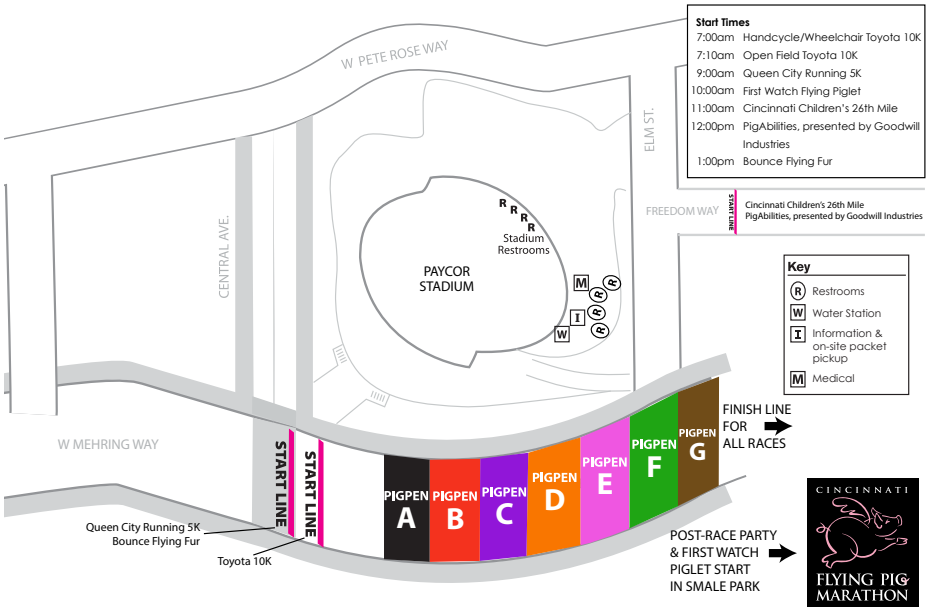 Start Times
7:00am Handcycle/Wheelchair Toyota 10K
7:10am Open Field Toyota 10K
9:00am Queen City Running 5K
10:00am First Watch Flying Piglet
11:00am Cincinnati Children's 26th Mile
12:00pm PigAbilities, presented by Goodwill
Industries
1:00pm Bounce Flying Fur
W PETE ROSE WAY
ELM ST.
FREEDOM WAY
START LINE
Cincinnati Children's 26th Mile
PigAbilities, presented by Goodwill Industries
CENTRAL AVE.
R
R
R
R
Stadium
Restrooms
PAYCOR
STADIUM
M
R
R
R
R
I
W
Key
R Restrooms
W Water Station
I Information &
on-site packet
pickup
M Medical
W MEHRING WAY
START LINE
START LINE
PIGPEN
A
PIGPEN
B
PIGPEN
C
PIGPEN
D
PIGPEN
E
PIGPEN
F
PIGPEN
G
FINISH LINE
FOR
ALL RACES
Queen City Running 5K
Bounce Flying Fur
Toyota 10K
POST-RACE PARTY
& FIRST WATCH
PIGLET START
IN SMALE PARK
CINCINNATI
FLYING PIG
MARATHON